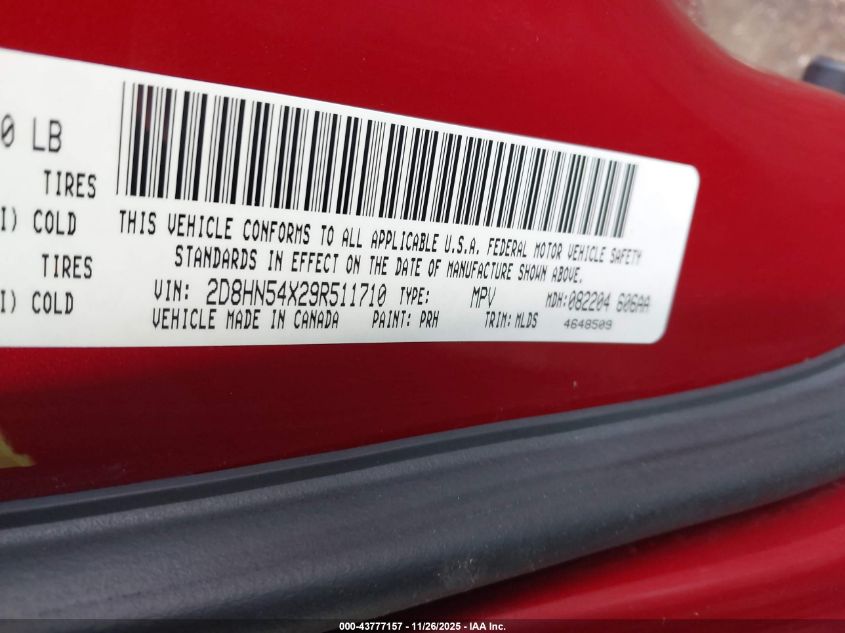 0 LB
TIRES
I) COLD
TIRES
I) COLD
THIS VEHICLE CONFORMS TO ALL APPLICABLE U.S.A. FEDERAL MOTOR VEHICLE SAFETY
STANDARDS IN EFFECT ON THE DATE OF MANUFACTURE SHOWN ABOVE.
VIN: 2D8HN54X29R511710 TYPE: MPV MDH:082204 606AA
VEHICLE MADE IN CANADA PAINT: PRH TRIM: MLDS 4648509
000-43777157 - 11/26/2025 - IAA Inc.